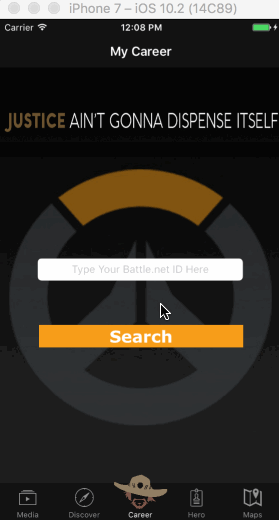 iPhone 7 – iOS 10.2 (14C89)
Carrier 12:08 PM
My Career
JUSTICE AIN'T GONNA DISPENSE ITSELF
Type Your Battle.net ID Here
Search
Media Discover Career Hero Maps